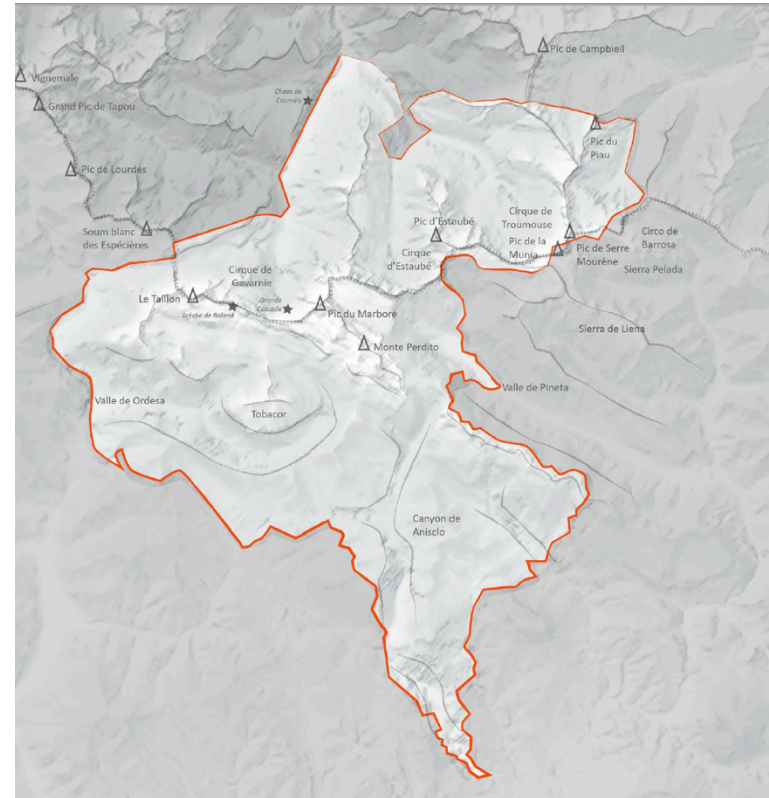 Pic de Campbiell
Vignemale
Chaos de
Coumély
Grand Pic de Tapou
Pic du
Piau
Pic de Lourdes
Soum blanc
des Espécières
Pic d'Estaubé
Cirque de
Troumouse
Cirque
d'Estaubé
Pic de la
Munia
Pic de Serre
Mourène
Circo de
Barrosa
Sierra Pelada
Cirque de
Gavarnie
Le Taillon
Brèche de Roland
Grande
Cascade
Pic du Marboré
Sierra de Liena
Monte Perdito
Valle de Pineta
Valle de Ordesa
Tobacor
Canyon de
Anisclo